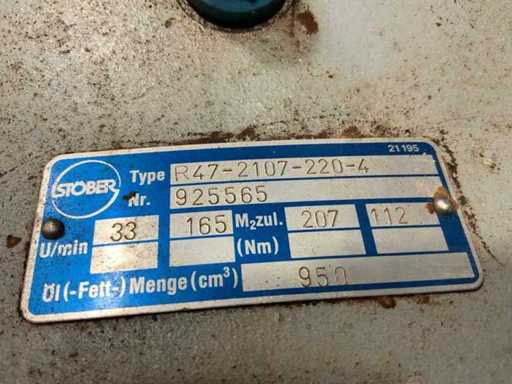 21195
STÖBER
Type R47-2107-220-4
Nr. 925565
U/min 33 165 M₂zul. 207 112
(Nm)
Öl(-Fett-) Menge (cm³) 950